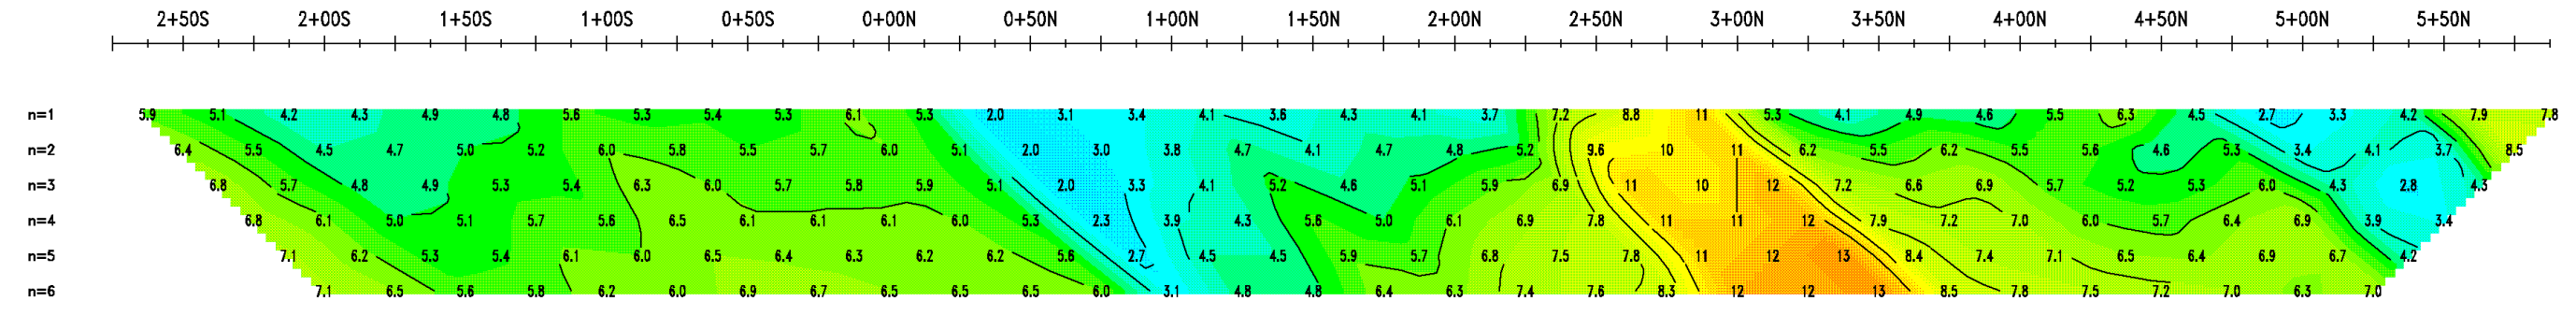 2+50S 2+00S 1+50S 1+00S 0+50S 0+00N 0+50N 1+00N 1+50N 2+00N 2+50N 3+00N 3+50N 4+00N 4+50N 5+00N 5+50N
n=1 5.9 5.1 4.2 4.3 4.9 4.8 5.6 5.3 5.4 5.3 6.1 5.3 2.0 3.1 3.4 4.1 3.6 4.3 4.1 3.7 7.2 8.8 11 5.3 4.1 4.9 4.6 5.5 6.3 4.5 2.7 3.3 4.2 7.9 7.8
n=2 6.4 5.5 4.5 4.7 5.0 5.2 6.0 5.8 5.5 5.7 6.0 5.1 2.0 3.0 3.8 4.7 4.1 4.7 4.8 5.2 9.6 10 11 6.2 5.5 6.2 5.5 5.6 4.6 5.3 3.4 4.1 3.7 8.5
n=3 6.8 5.7 4.8 4.9 5.3 5.4 6.3 6.0 5.7 5.8 5.9 5.1 2.0 3.3 4.1 5.2 4.6 5.1 5.9 6.9 11 10 12 7.2 6.6 6.9 5.7 5.2 5.3 6.0 4.3 2.8 4.3
n=4 6.8 6.1 5.0 5.1 5.7 5.6 6.5 6.1 6.1 6.1 6.0 5.3 2.3 3.9 4.3 5.6 5.0 6.1 6.9 7.8 11 11 12 7.9 7.2 7.0 6.0 5.7 6.4 6.9 3.9 3.4
n=5 7.1 6.2 5.3 5.4 6.1 6.0 6.5 6.4 6.3 6.2 6.2 5.6 2.7 4.5 4.5 5.9 5.7 6.8 7.5 7.8 11 12 13 8.4 7.4 7.1 6.5 6.4 6.9 6.7 4.2
n=6 7.1 6.5 5.6 5.8 6.2 6.0 6.9 6.7 6.5 6.5 6.5 6.0 3.1 4.8 4.8 6.4 6.3 7.4 7.6 8.3 12 12 13 8.5 7.8 7.5 7.2 7.0 6.3 7.0